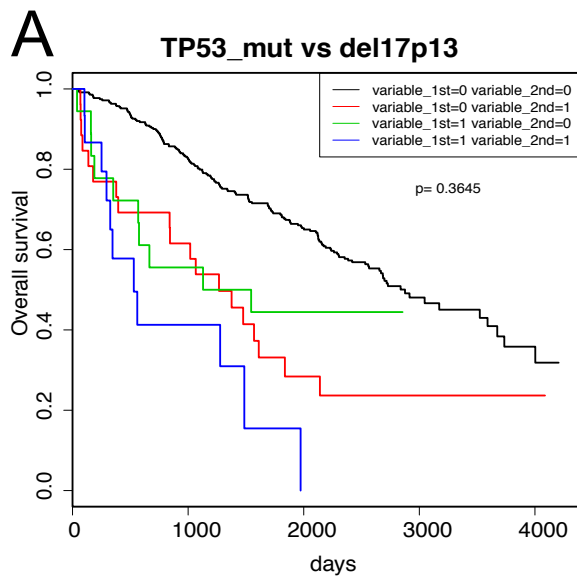 A
TP53_mut vs del17p13
variable_1st=0 variable_2nd=0
variable_1st=0 variable_2nd=1
variable_1st=1 variable_2nd=0
variable_1st=1 variable_2nd=1
p= 0.3645
Overall survival
1.0
0.8
0.6
0.4
0.2
0.0
0 1000 2000 3000 4000
days